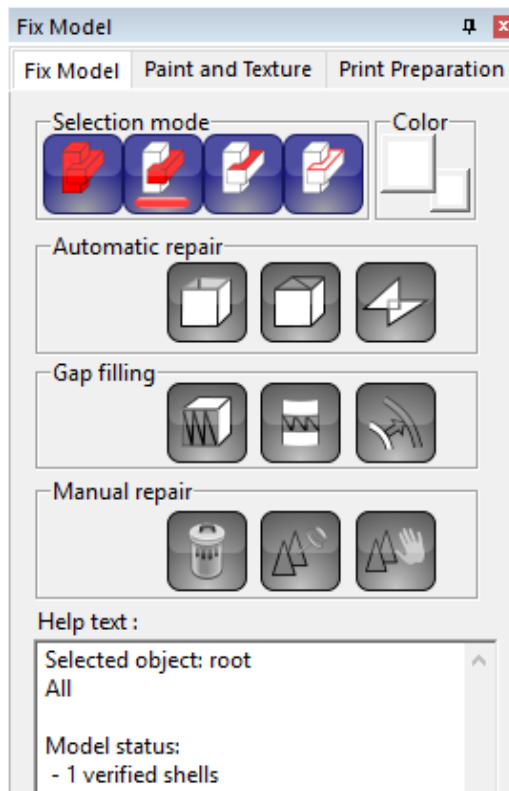 Fix Model
Fix Model Paint and Texture Print Preparation
Selection mode Color
Automatic repair
Gap filling
Manual repair
Help text :
Selected object: root
All
Model status:
- 1 verified shells